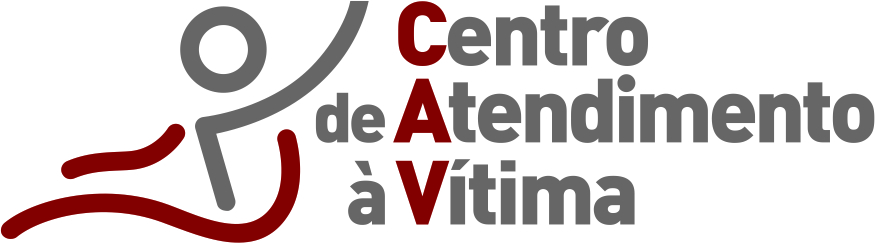 Centro
de Atendimento
à Vítima